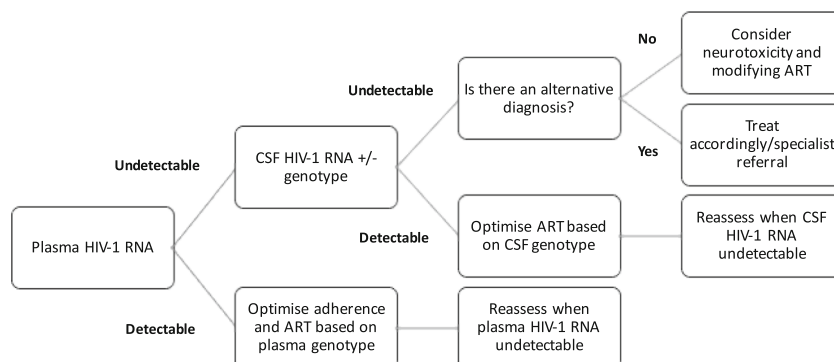 Plasma HIV-1 RNA
Undetectable
CSF HIV-1 RNA +/-
genotype
Undetectable
Is there an alternative
diagnosis?
No
Consider
neurotoxicity and
modifying ART
Yes
Treat
accordingly/specialist
referral
Detectable
Optimise ART based
on CSF genotype
Reassess when CSF
HIV-1 RNA
undetectable
Detectable
Optimise adherence
and ART based on
plasma genotype
Reassess when
plasma HIV-1 RNA
undetectable